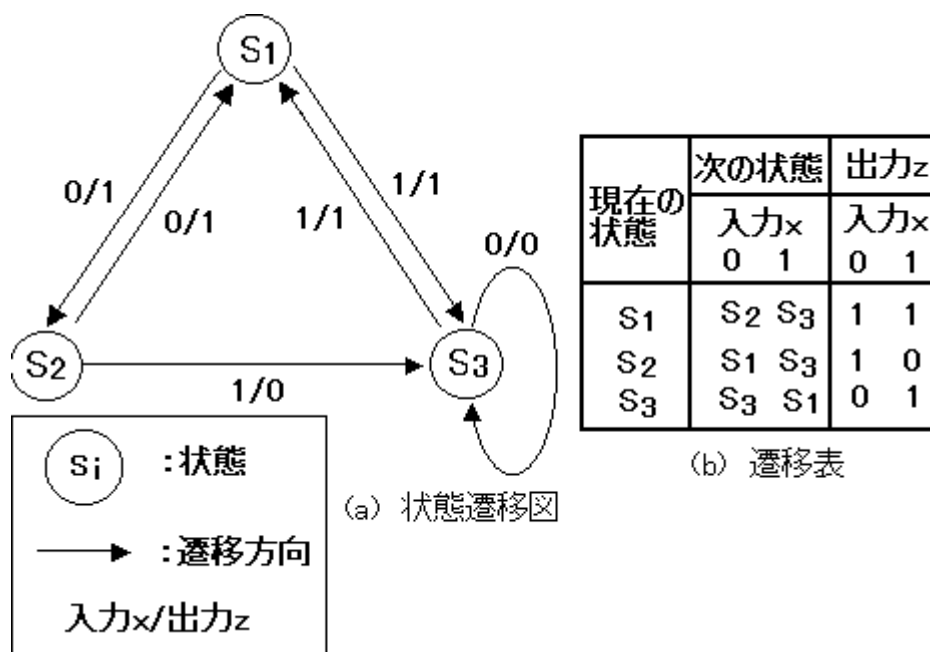 S1
0/1
0/1
1/1
1/1
0/0
S2
S3
1/0
Si :状態
:遷移方向
入力x/出力z
(a) 状態遷移図
現在の状態
次の状態 出力z
入力x 入力x
0 1 0 1
S1 S2 S3 1 1
S2 S1 S3 1 0
S3 S3 S1 0 1
(b) 遷移表